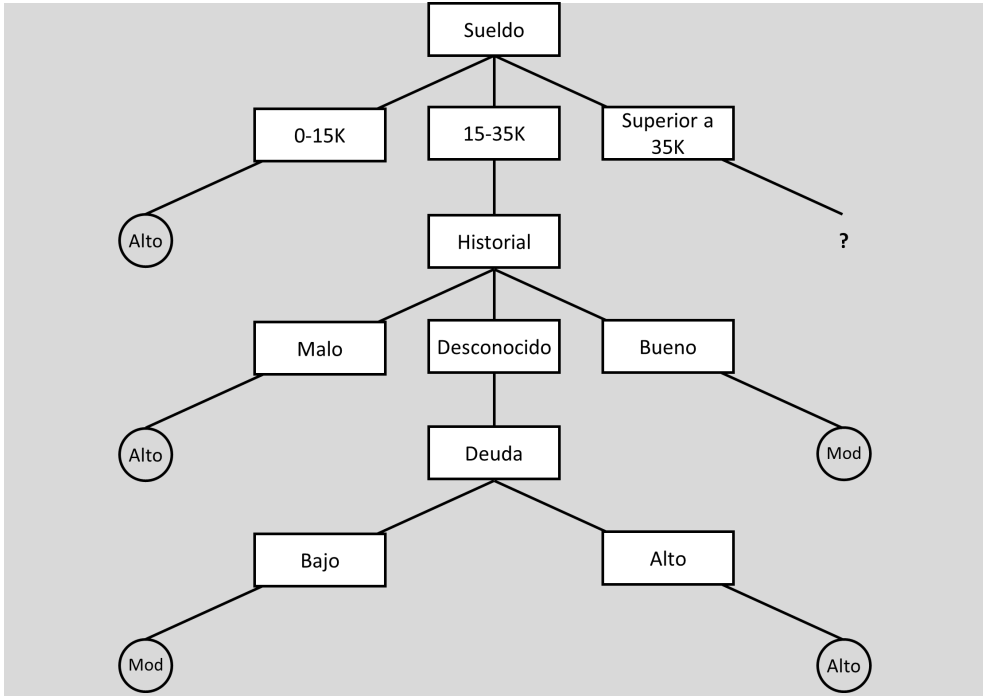 Sueldo
0-15K
15-35K
Superior a
35K
Alto
Historial
?
Malo
Desconocido
Bueno
Alto
Deuda
Mod
Bajo
Alto
Mod
Alto